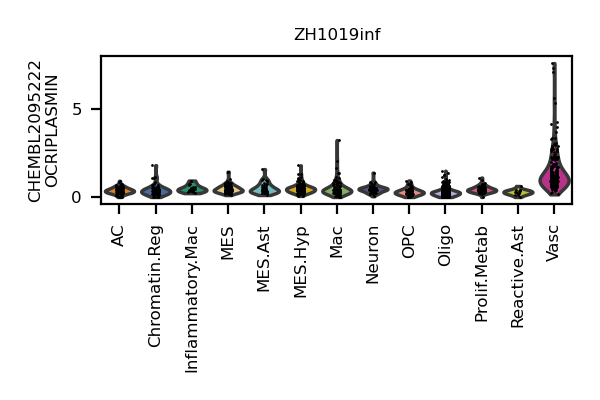 ZH1019inf
CHEMBL2095222
OCRIPLASMIN
5
0
AC
Chromatin.Reg
Inflammatory.Mac
MES
MES.Ast
MES.Hyp
Mac
Neuron
OPC
Oligo
Prolif.Metab
Reactive.Ast
Vasc